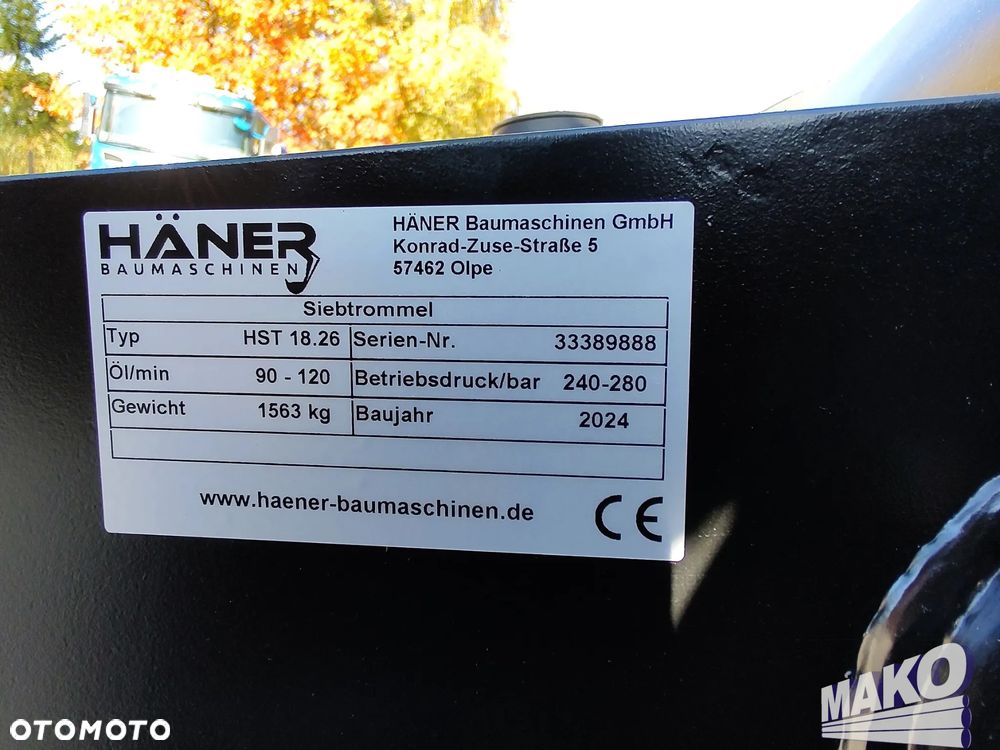 HÄNER
BAUMASCHINEN
HÄNER Baumaschinen GmbH
Konrad-Zuse-Straße 5
57462 Olpe
Siebtrommel
Typ HST 18.26 Serien-Nr. 33389888
Öl/min 90 - 120 Betriebsdruck/bar 240-280
Gewicht 1563 kg Baujahr 2024
www.haener-baumaschinen.de CE
MAKO
OTOMOTO